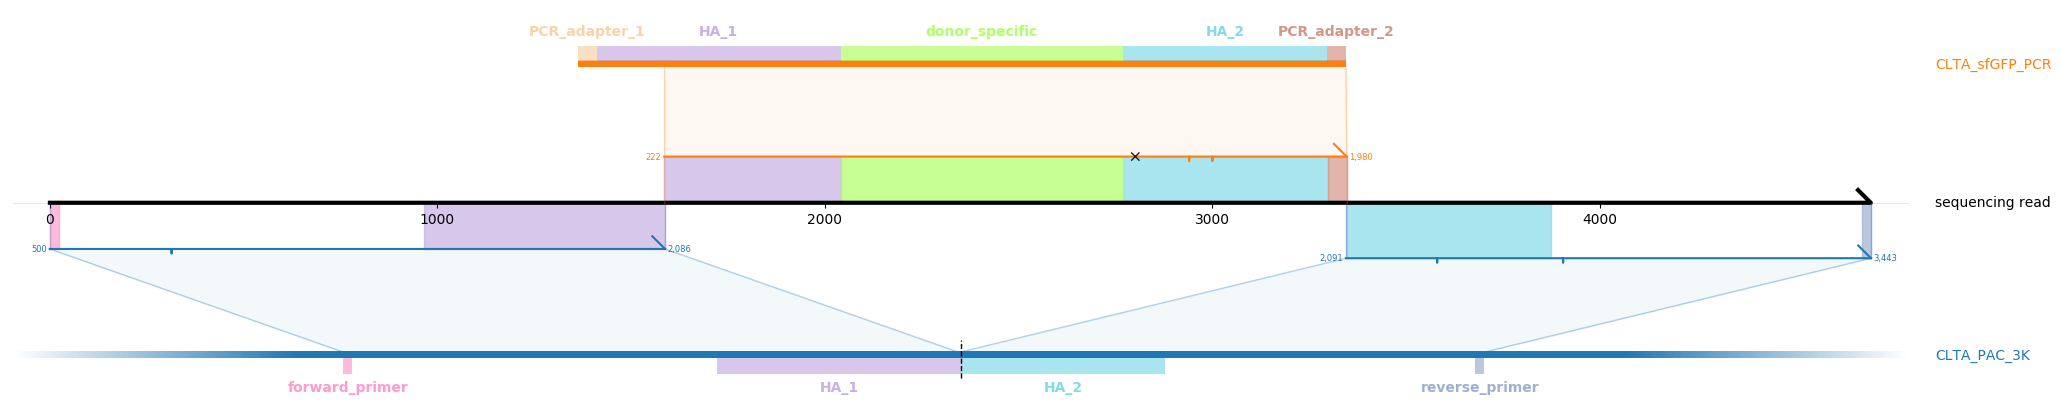 PCR_adapter_1 HA_1 donor_specific HA_2 PCR_adapter_2
CLTA_sfGFP_PCR
222 1,980
sequencing read
0 1000 2000 3000 4000
500 2,086 2,091 3,443
CLTA_PAC_3K
forward_primer HA_1 HA_2 reverse_primer